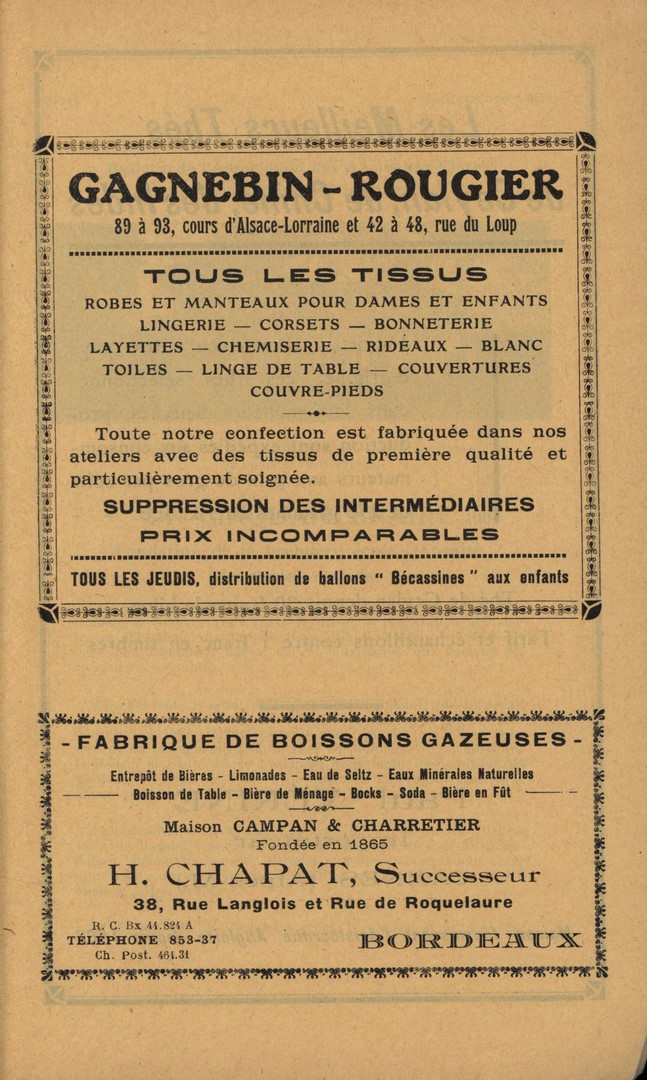 GAGNEBIN - ROUGIER
89 à 93, cours d'Alsace-Lorraine et 42 à 48, rue du Loup
TOUS LES TISSUS
ROBES ET MANTEAUX POUR DAMES ET ENFANTS
LINGERIE — CORSETS — BONNETERIE
LAYETTES — CHEMISERIE — RIDEAUX — BLANC
TOILES — LINGE DE TABLE — COUVERTURES
COUVRE-PIEDS
Toute notre confection est fabriquée dans nos
ateliers avec des tissus de première qualité et
particulièrement soignée.
SUPPRESSION DES INTERMÉDIAIRES
PRIX INCOMPARABLES
TOUS LES JEUDIS, distribution de ballons " Bécassines " aux enfants
- FABRIQUE DE BOISSONS GAZEUSES -
Entrepôt de Bières - Limonades - Eau de Seltz - Eaux Minérales Naturelles
Boisson de Table - Bière de Ménage - Bocks - Soda - Bière en Fût
Maison CAMPAN & CHARRETIER
Fondée en 1865
H. CHAPAT, Successeur
38, Rue Langlois et Rue de Roquelaure
R. C. Bx 44.824 A
TÉLÉPHONE 853-37
Ch. Post. 464.31
BORDEAUX